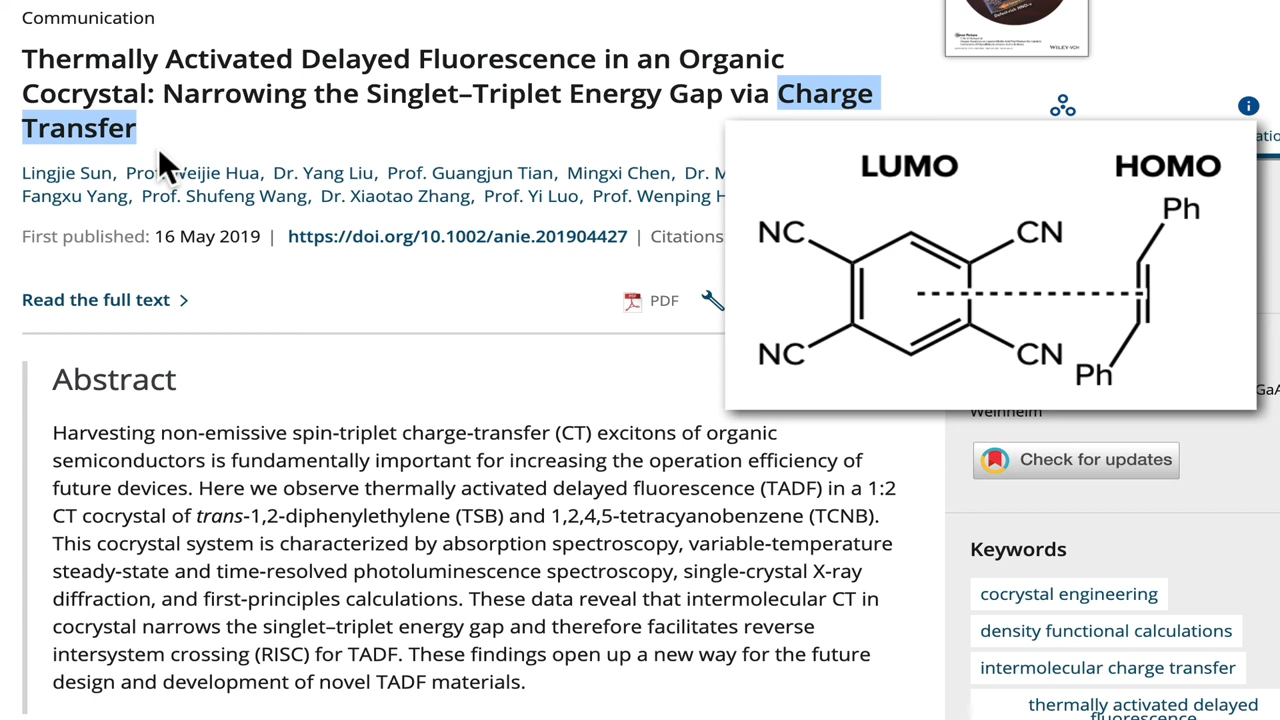 Communication
Thermally Activated Delayed Fluorescence in an Organic
Cocrystal: Narrowing the Singlet–Triplet Energy Gap via Charge
Transfer
Lingjie Sun, Prof. Weijie Hua, Dr. Yang Liu, Prof. Guangjun Tian, Mingxi Chen, Dr. M
Fangxu Yang, Prof. Shufeng Wang, Dr. Xiaotao Zhang, Prof. Yi Luo, Prof. Wenping H
First published: 16 May 2019 | https://doi.org/10.1002/anie.201904427 | Citations
Read the full text >
PDF
Abstract
Harvesting non-emissive spin-triplet charge-transfer (CT) excitons of organic
semiconductors is fundamentally important for increasing the operation efficiency of
future devices. Here we observe thermally activated delayed fluorescence (TADF) in a 1:2
CT cocrystal of trans-1,2-diphenylethylene (TSB) and 1,2,4,5-tetracyanobenzene (TCNB).
This cocrystal system is characterized by absorption spectroscopy, variable-temperature
steady-state and time-resolved photoluminescence spectroscopy, single-crystal X-ray
diffraction, and first-principles calculations. These data reveal that intermolecular CT in
cocrystal narrows the singlet–triplet energy gap and therefore facilitates reverse
intersystem crossing (RISC) for TADF. These findings open up a new way for the future
design and development of novel TADF materials.
LUMO
HOMO
NC
CN
Ph
NC
CN
Ph
WILEY-VCH
i
atio
GaA
Weinheim
Check for updates
Keywords
cocrystal engineering
density functional calculations
intermolecular charge transfer
thermally activated delayed
fluorescence